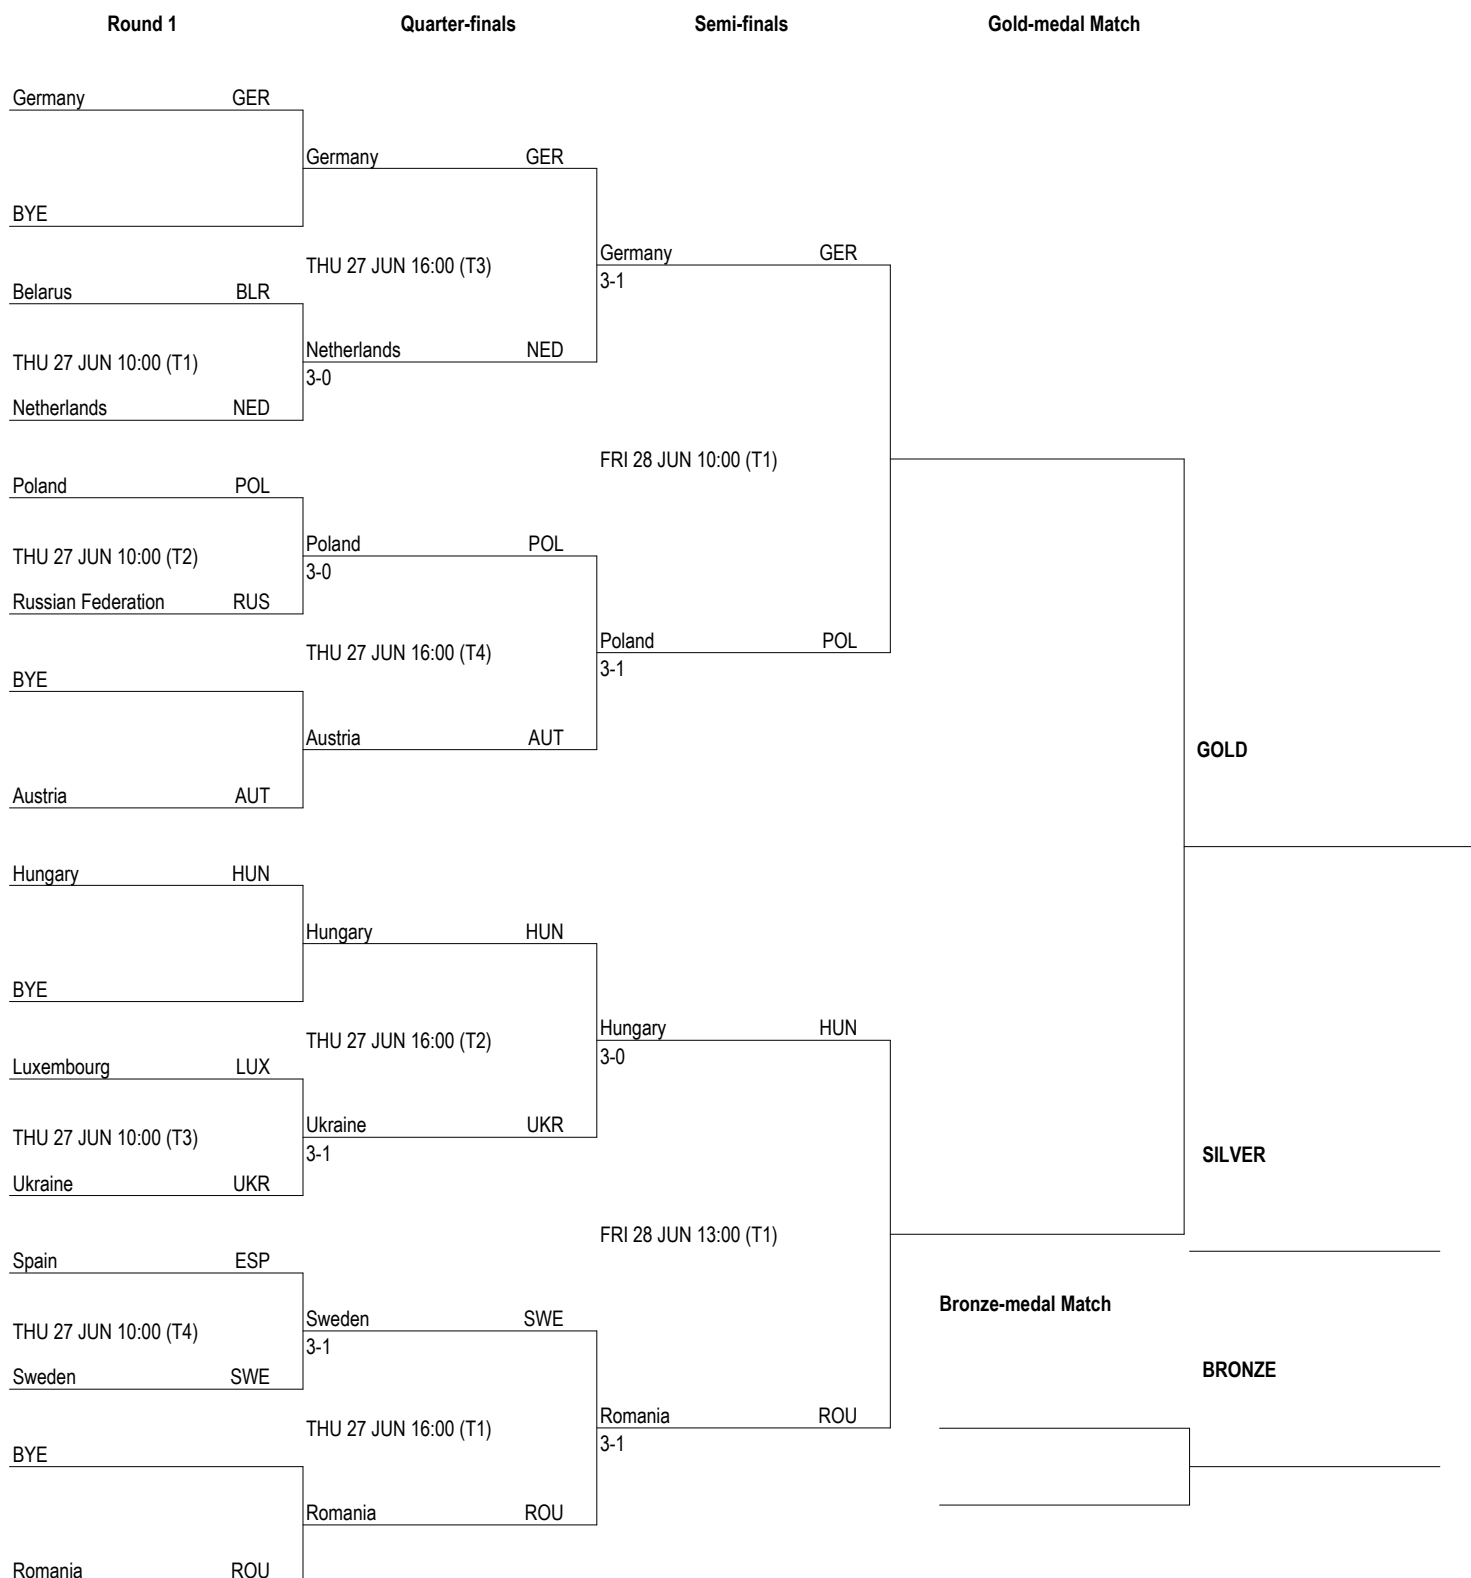 Round 1 Quarter-finals Semi-finals Gold-medal Match
Germany GER
Germany GER
BYE
Germany GER
THU 27 JUN 16:00 (T3)
3-1
Belarus BLR
Netherlands NED
THU 27 JUN 10:00 (T1)
3-0
Netherlands NED
FRI 28 JUN 10:00 (T1)
Poland POL
Poland POL
THU 27 JUN 10:00 (T2)
3-0
Russian Federation RUS
Poland POL
THU 27 JUN 16:00 (T4)
3-1
BYE
Austria AUT
GOLD
Austria AUT
Hungary HUN
Hungary HUN
BYE
Hungary HUN
THU 27 JUN 16:00 (T2)
3-0
Luxembourg LUX
Ukraine UKR
THU 27 JUN 10:00 (T3)
3-1
SILVER
Ukraine UKR
FRI 28 JUN 13:00 (T1)
Spain ESP
Bronze-medal Match
Sweden SWE
THU 27 JUN 10:00 (T4)
3-1
BRONZE
Sweden SWE
Romania ROU
THU 27 JUN 16:00 (T1)
3-1
BYE
Romania ROU
Romania ROU